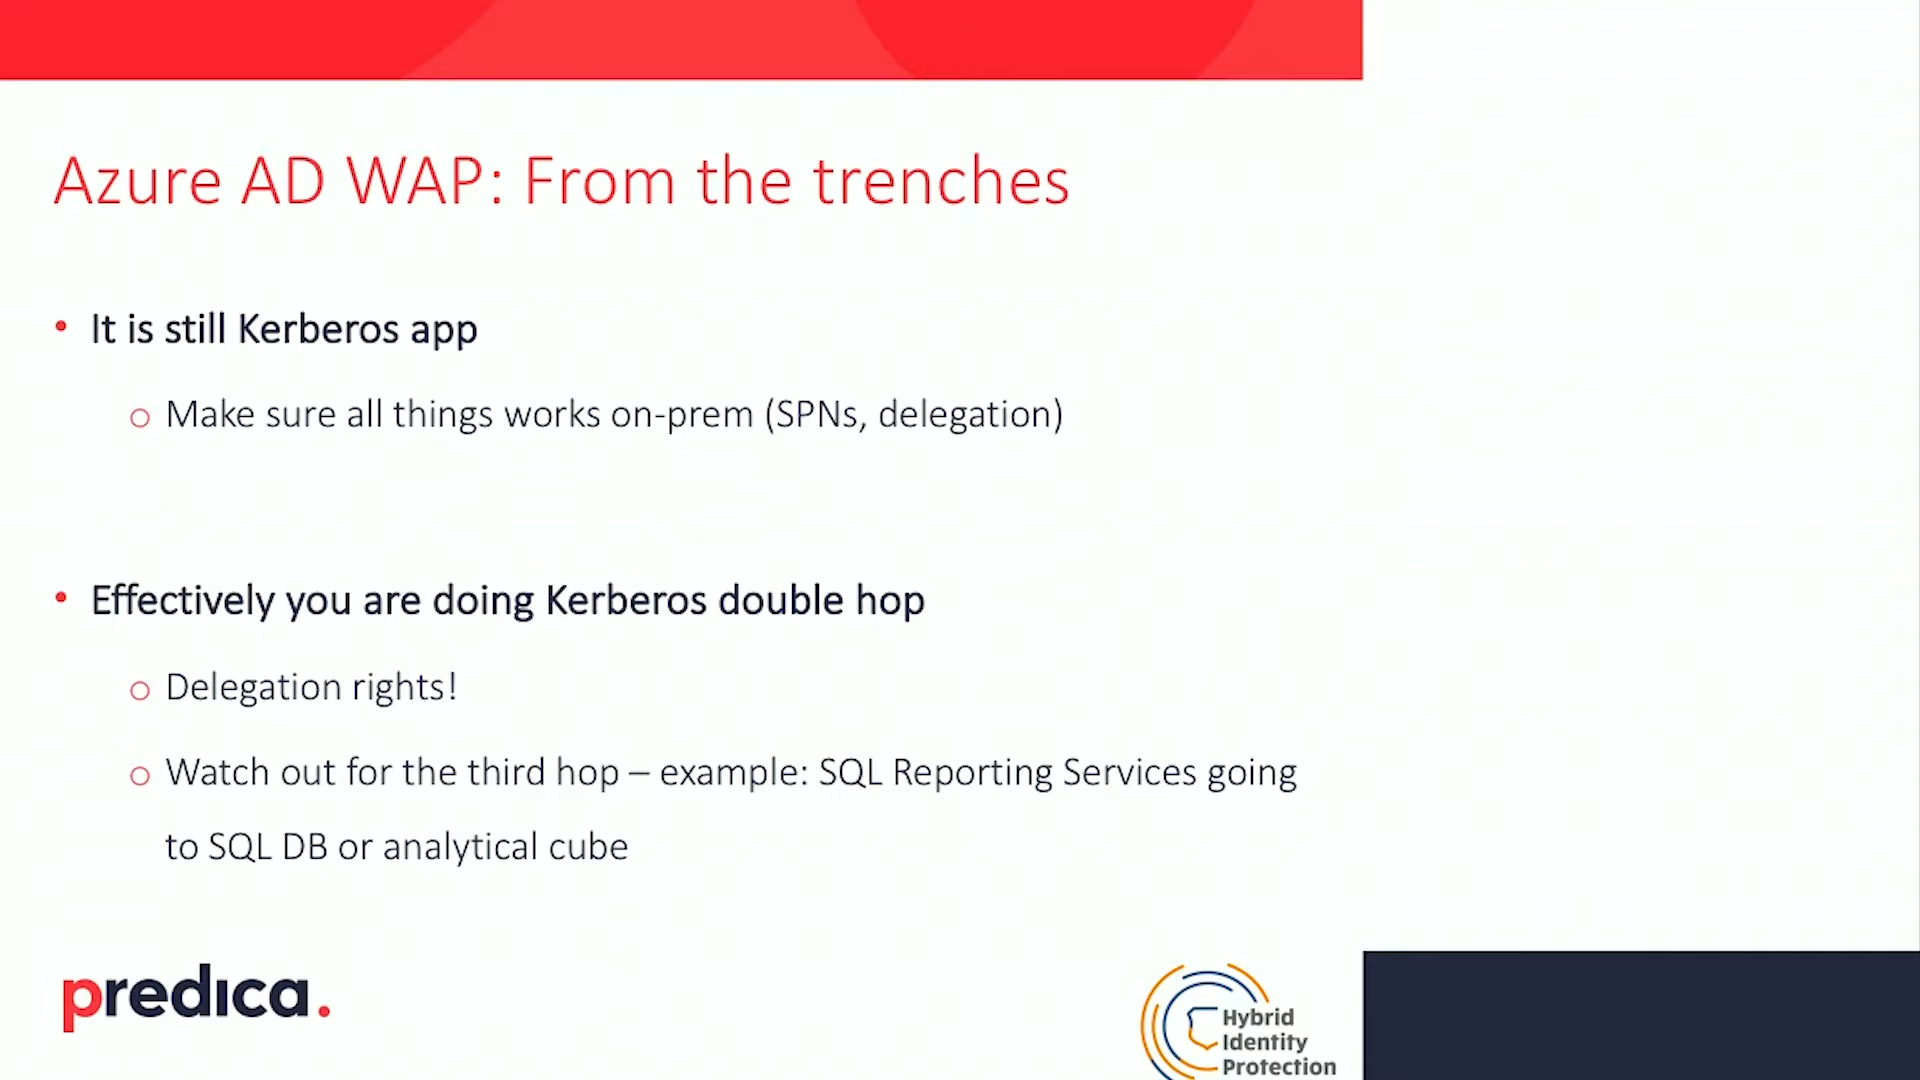 Azure AD WAP: From the trenches
• It is still Kerberos app
o Make sure all things works on-prem (SPNs, delegation)
• Effectively you are doing Kerberos double hop
o Delegation rights!
o Watch out for the third hop – example: SQL Reporting Services going
to SQL DB or analytical cube
predica.
Hybrid
Identity
Protection